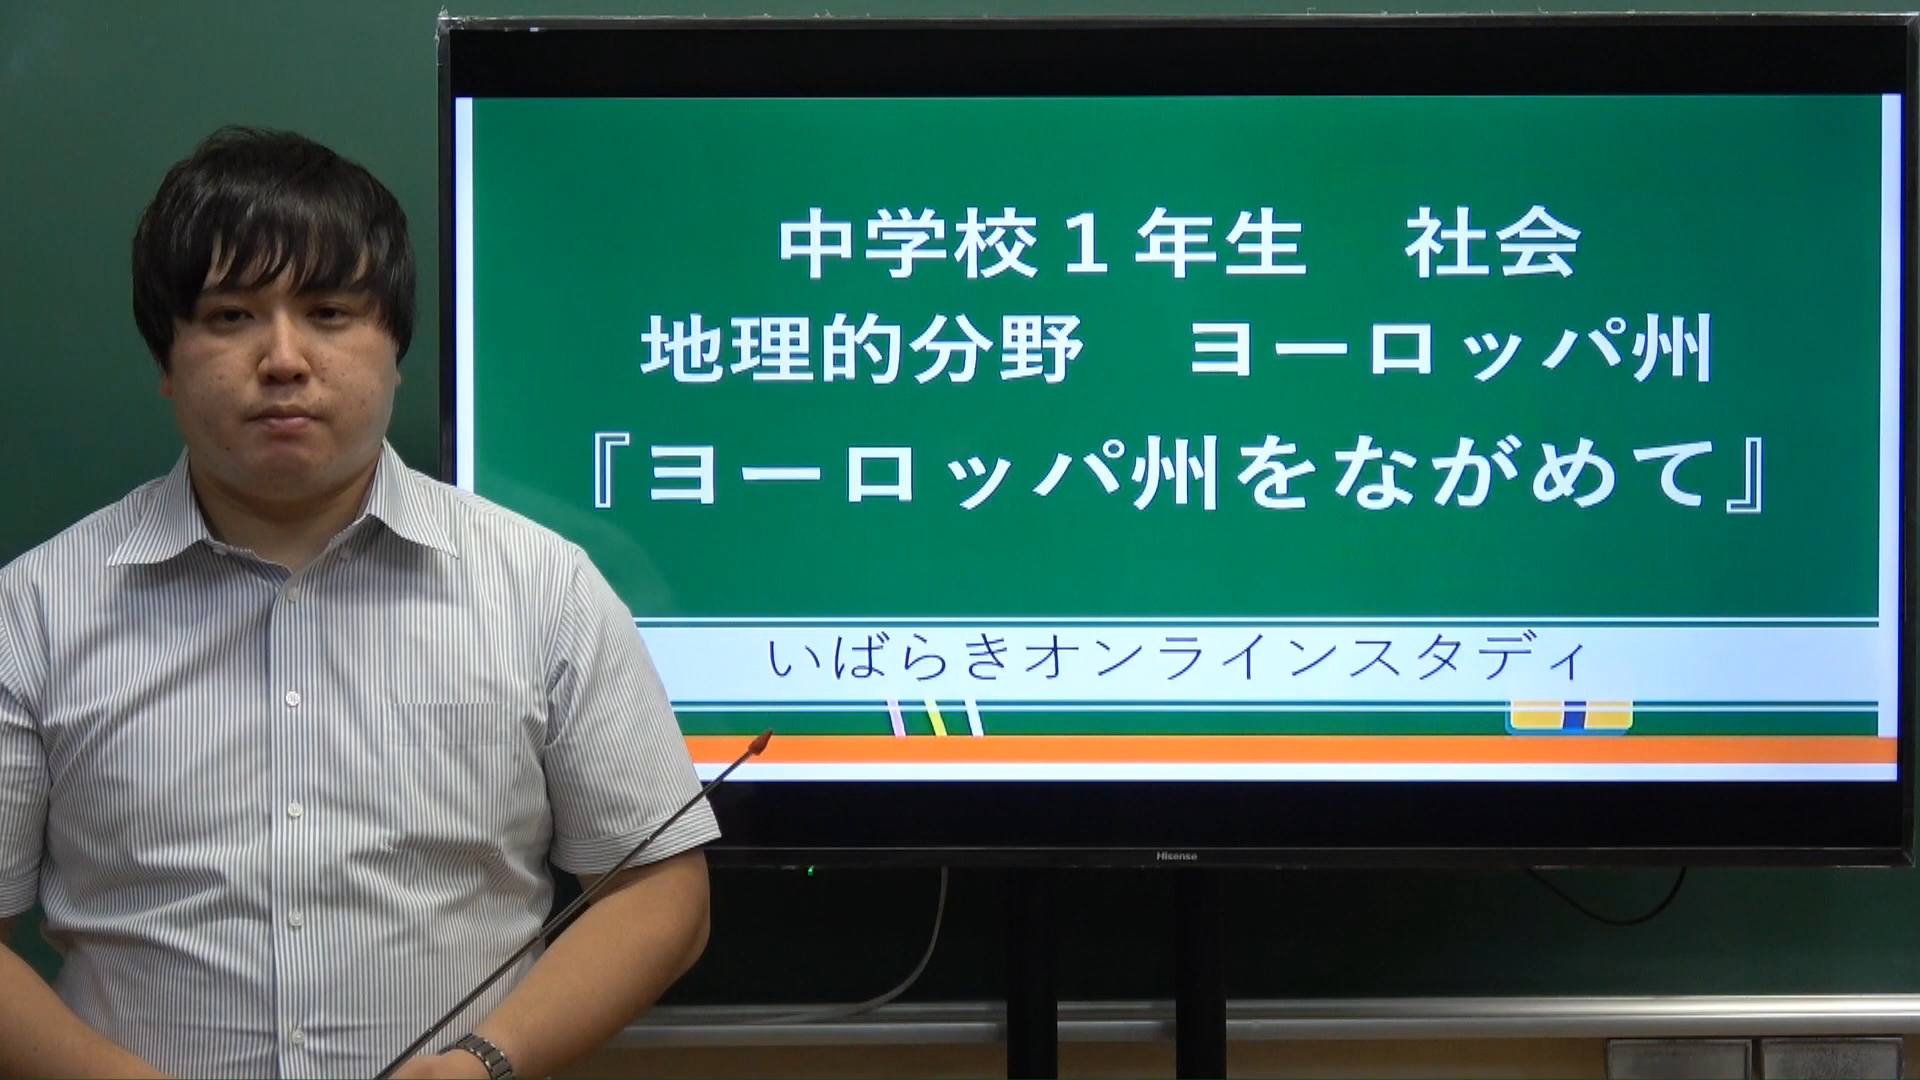 中学校１年生　社会
地理的分野　ヨーロッパ州
『ヨーロッパ州をながめて』
いばらきオンラインスタディ
Hisense